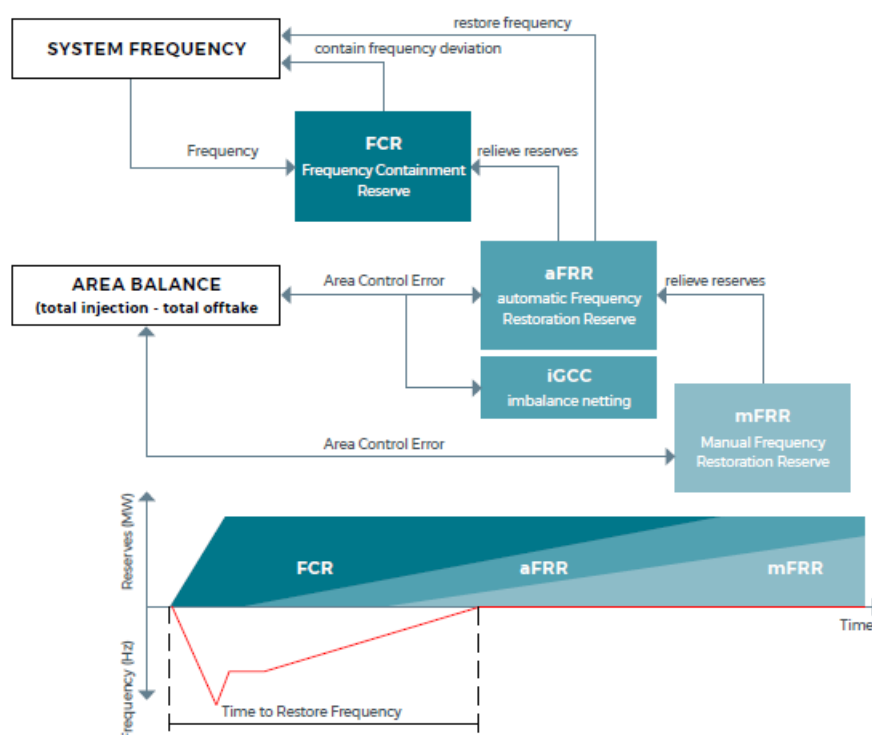 restore frequency
SYSTEM FREQUENCY
contain frequency deviation
FCR
Frequency Containment
Reserve
Frequency
relieve reserves
AREA BALANCE
(total injection - total offtake
Area Control Error
aFRR
automatic Frequency
Restoration Reserve
relieve reserves
iGCC
imbalance netting
mFRR
Manual Frequency
Restoration Reserve
Area Control Error
Reserves (MW)
FCR
aFRR
mFRR
Time
Frequency (Hz)
Time to Restore Frequency